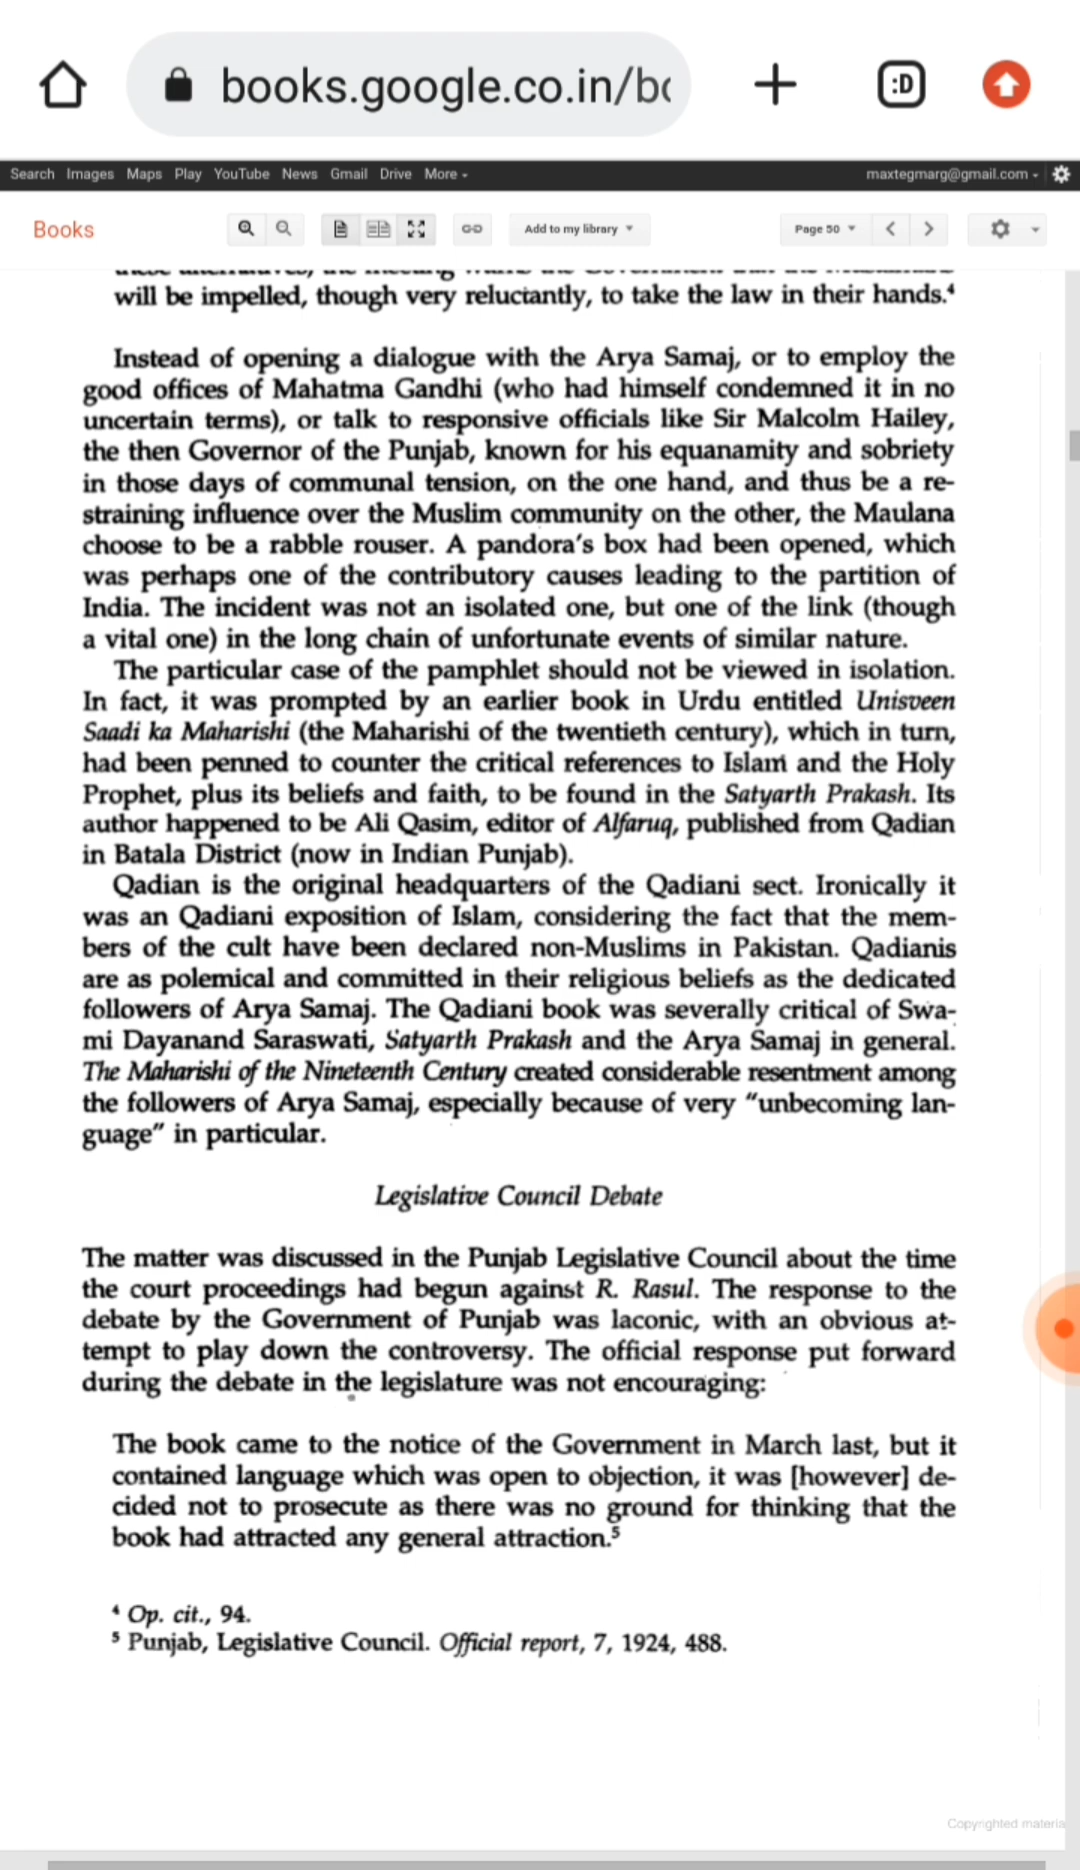 books.google.co.in/bo
:D
Search Images Maps Play YouTube News Gmail Drive More
maxtegmarg@gmail.com
Books
Add to my library
Page 50
will be impelled, though very reluctantly, to take the law in their hands.⁴
Instead of opening a dialogue with the Arya Samaj, or to employ the
good offices of Mahatma Gandhi (who had himself condemned it in no
uncertain terms), or talk to responsive officials like Sir Malcolm Hailey,
the then Governor of the Punjab, known for his equanamity and sobriety
in those days of communal tension, on the one hand, and thus be a re-
straining influence over the Muslim community on the other, the Maulana
choose to be a rabble rouser. A pandora's box had been opened, which
was perhaps one of the contributory causes leading to the partition of
India. The incident was not an isolated one, but one of the link (though
a vital one) in the long chain of unfortunate events of similar nature.
The particular case of the pamphlet should not be viewed in isolation.
In fact, it was prompted by an earlier book in Urdu entitled Unisveen
Saadi ka Maharishi (the Maharishi of the twentieth century), which in turn,
had been penned to counter the critical references to Islam and the Holy
Prophet, plus its beliefs and faith, to be found in the Satyarth Prakash. Its
author happened to be Ali Qasim, editor of Alfaruq, published from Qadian
in Batala District (now in Indian Punjab).
Qadian is the original headquarters of the Qadiani sect. Ironically it
was an Qadiani exposition of Islam, considering the fact that the mem-
bers of the cult have been declared non-Muslims in Pakistan. Qadianis
are as polemical and committed in their religious beliefs as the dedicated
followers of Arya Samaj. The Qadiani book was severally critical of Swa-
mi Dayanand Saraswati, Satyarth Prakash and the Arya Samaj in general.
The Maharishi of the Nineteenth Century created considerable resentment among
the followers of Arya Samaj, especially because of very "unbecoming lan-
guage" in particular.
Legislative Council Debate
The matter was discussed in the Punjab Legislative Council about the time
the court proceedings had begun against R. Rasul. The response to the
debate by the Government of Punjab was laconic, with an obvious at-
tempt to play down the controversy. The official response put forward
during the debate in the legislature was not encouraging:
The book came to the notice of the Government in March last, but it
contained language which was open to objection, it was [however] de-
cided not to prosecute as there was no ground for thinking that the
book had attracted any general attraction.⁵
⁴ Op. cit., 94.
⁵ Punjab, Legislative Council. Official report, 7, 1924, 488.
Copyrighted materia